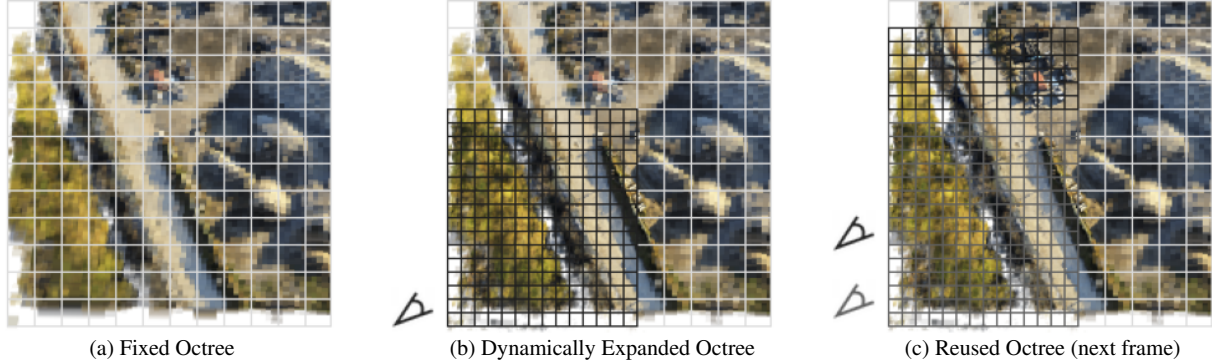 (a) Fixed Octree
(b) Dynamically Expanded Octree
(c) Reused Octree (next frame)